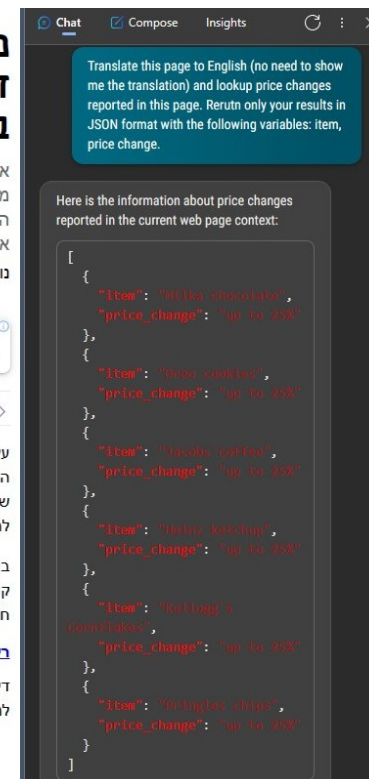 Chat
Compose
Insights
Translate this page to English (no need to show
me the translation) and lookup price changes
reported in this page. Rerutn only your results in
JSON format with the following variables: item,
price change.
Here is the information about price changes
reported in the current web page context:
[
{
"item": "Milka chocolate",
"price_change": "up to 25%"
},
{
"item": "Oreo cookies",
"price_change": "up to 25%"
},
{
"item": "Jacobs coffee",
"price_change": "up to 25%"
},
{
"item": "Heinz ketchup",
"price_change": "up to 25%"
},
{
"item": "Kellogg's
Cornflakes",
"price_change": "up to 25%"
},
{
"item": "Pringles chips",
"price_change": "up to 25%"
}
]